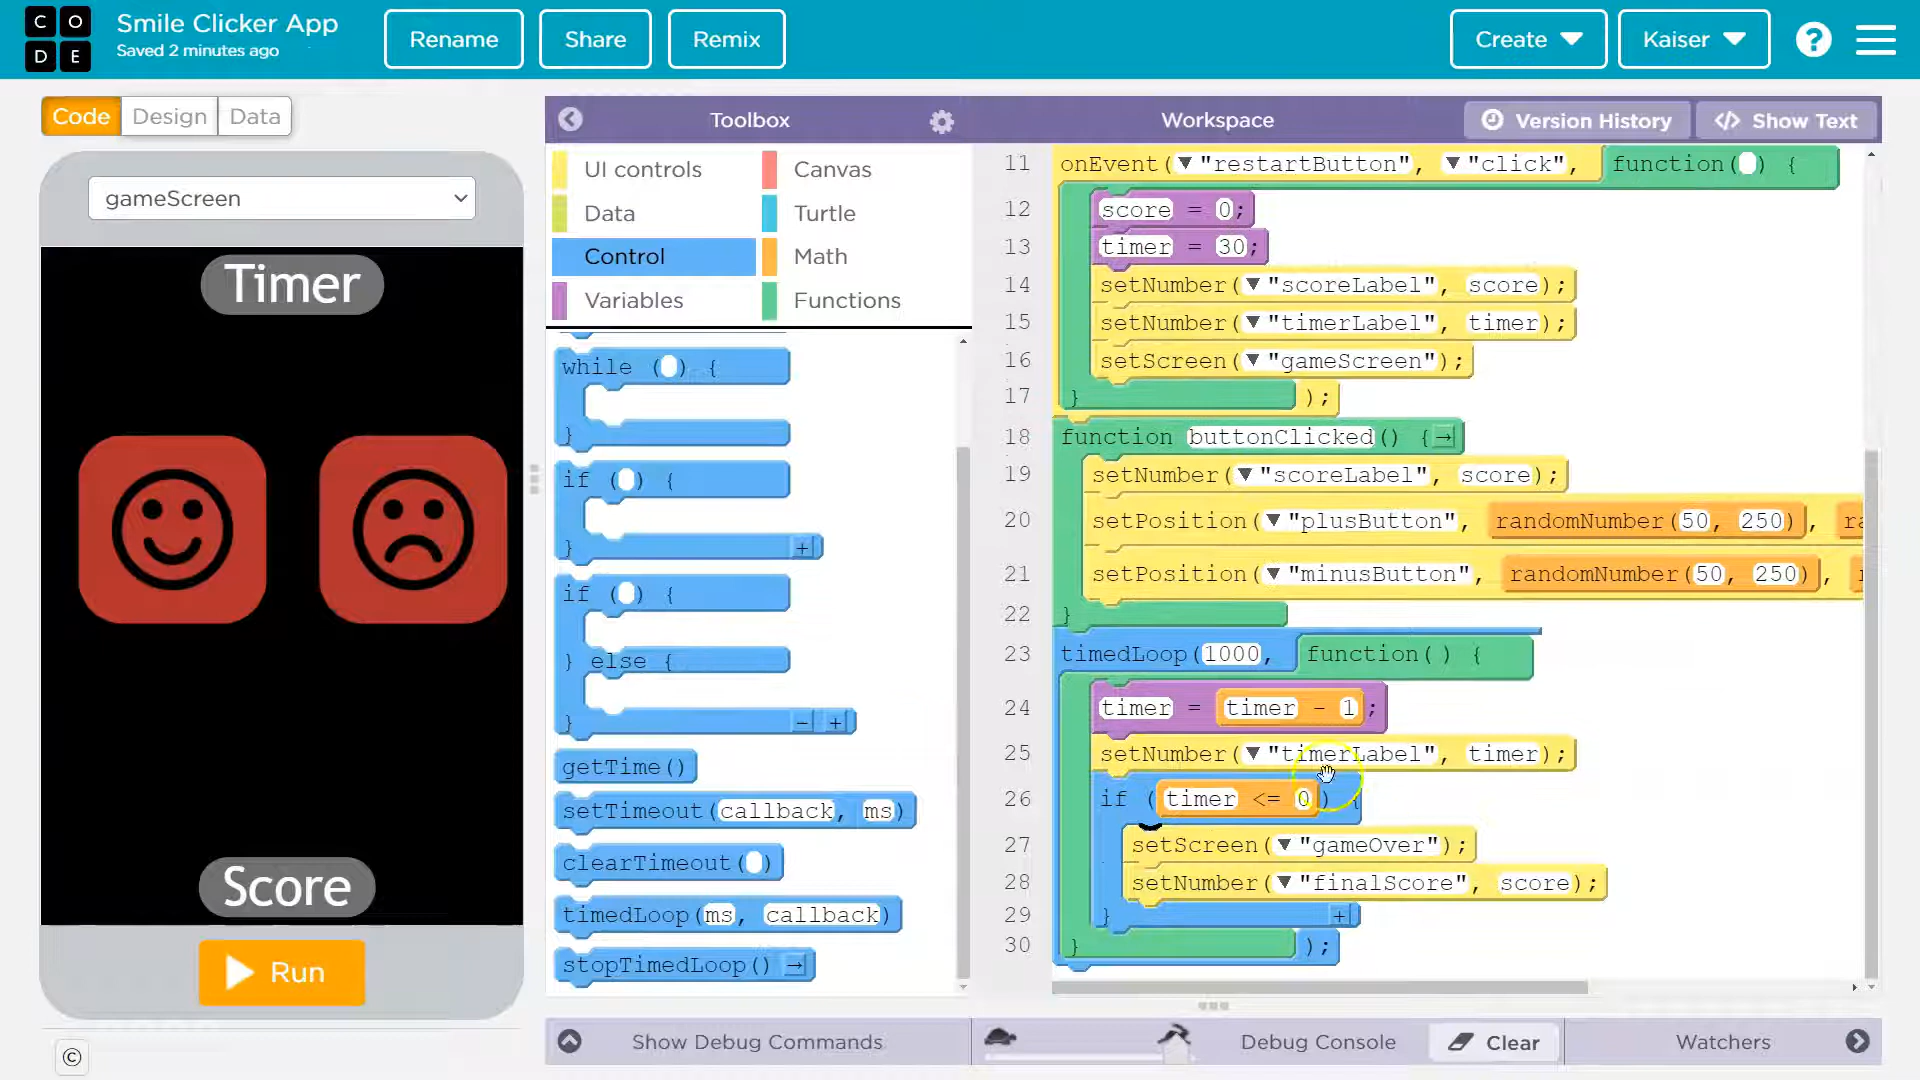 C O
D E
Smile Clicker App
Saved 2 minutes ago
Rename
Share
Remix
Create
Kaiser
?
Code
Design
Data
gameScreen
Timer
Score
Run
©
Toolbox
UI controls
Canvas
Data
Turtle
Control
Math
Variables
Functions
while () {
}
if () {
} +
if () {
} else {
} - +
getTime()
setTimeout(callback, ms)
clearTimeout()
timedLoop(ms, callback)
stopTimedLoop()
Workspace
Version History
</> Show Text
11 onEvent("restartButton", "click", function() {
12 score = 0;
13 timer = 30;
14 setNumber("scoreLabel", score);
15 setNumber("timerLabel", timer);
16 setScreen("gameScreen");
17 } );
18 function buttonClicked() {
19 setNumber("scoreLabel", score);
20 setPosition("plusButton", randomNumber(50, 250), ra
21 setPosition("minusButton", randomNumber(50, 250),
22 }
23 timedLoop(1000, function() {
24 timer = timer - 1;
25 setNumber("timerLabel", timer);
26 if (timer <= 0) {
27 setScreen("gameOver");
28 setNumber("finalScore", score);
29 } +
30 } );
Show Debug Commands
Debug Console
Clear
Watchers